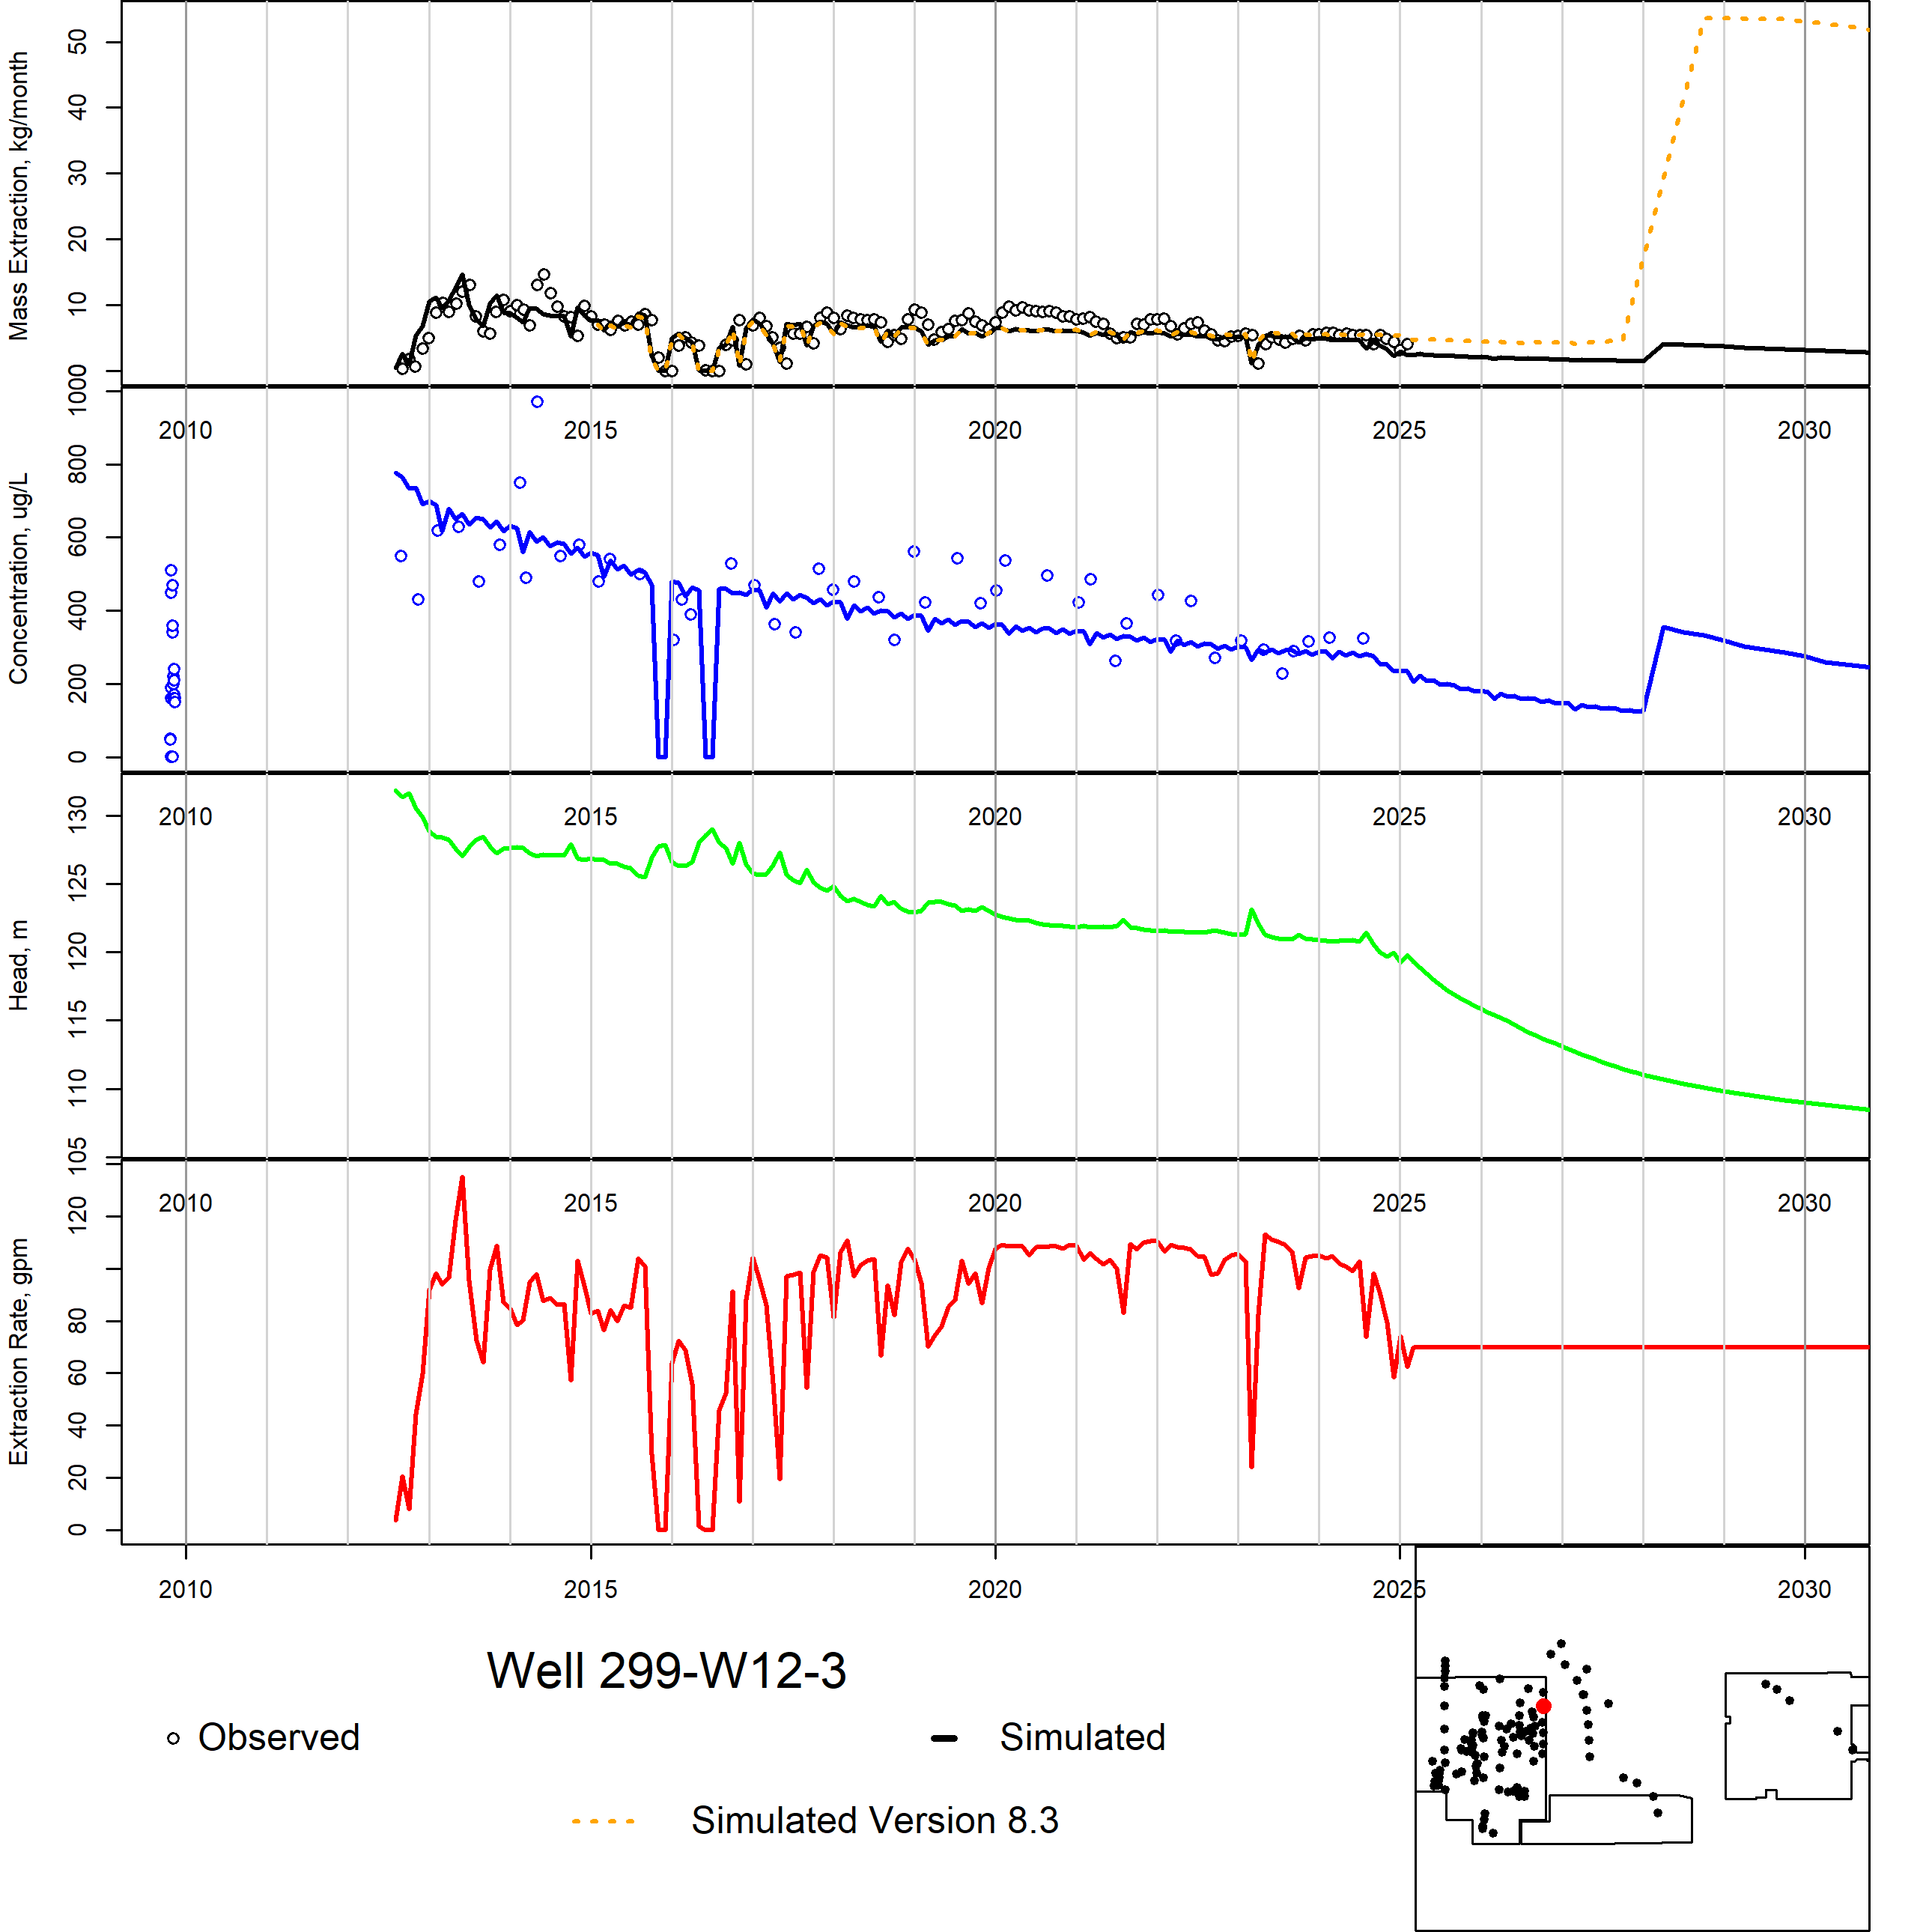 Mass Extraction, kg/month
0
10
20
30
40
50
2010 2015 2020 2025 2030
Concentration, ug/L
0
200
400
600
800
1000
2010 2015 2020 2025 2030
Head, m
105
110
115
120
125
130
2010 2015 2020 2025 2030
Extraction Rate, gpm
0
20
40
60
80
120
2010 2015 2020 2025 2030
Well 299-W12-3
Observed
Simulated
Simulated Version 8.3